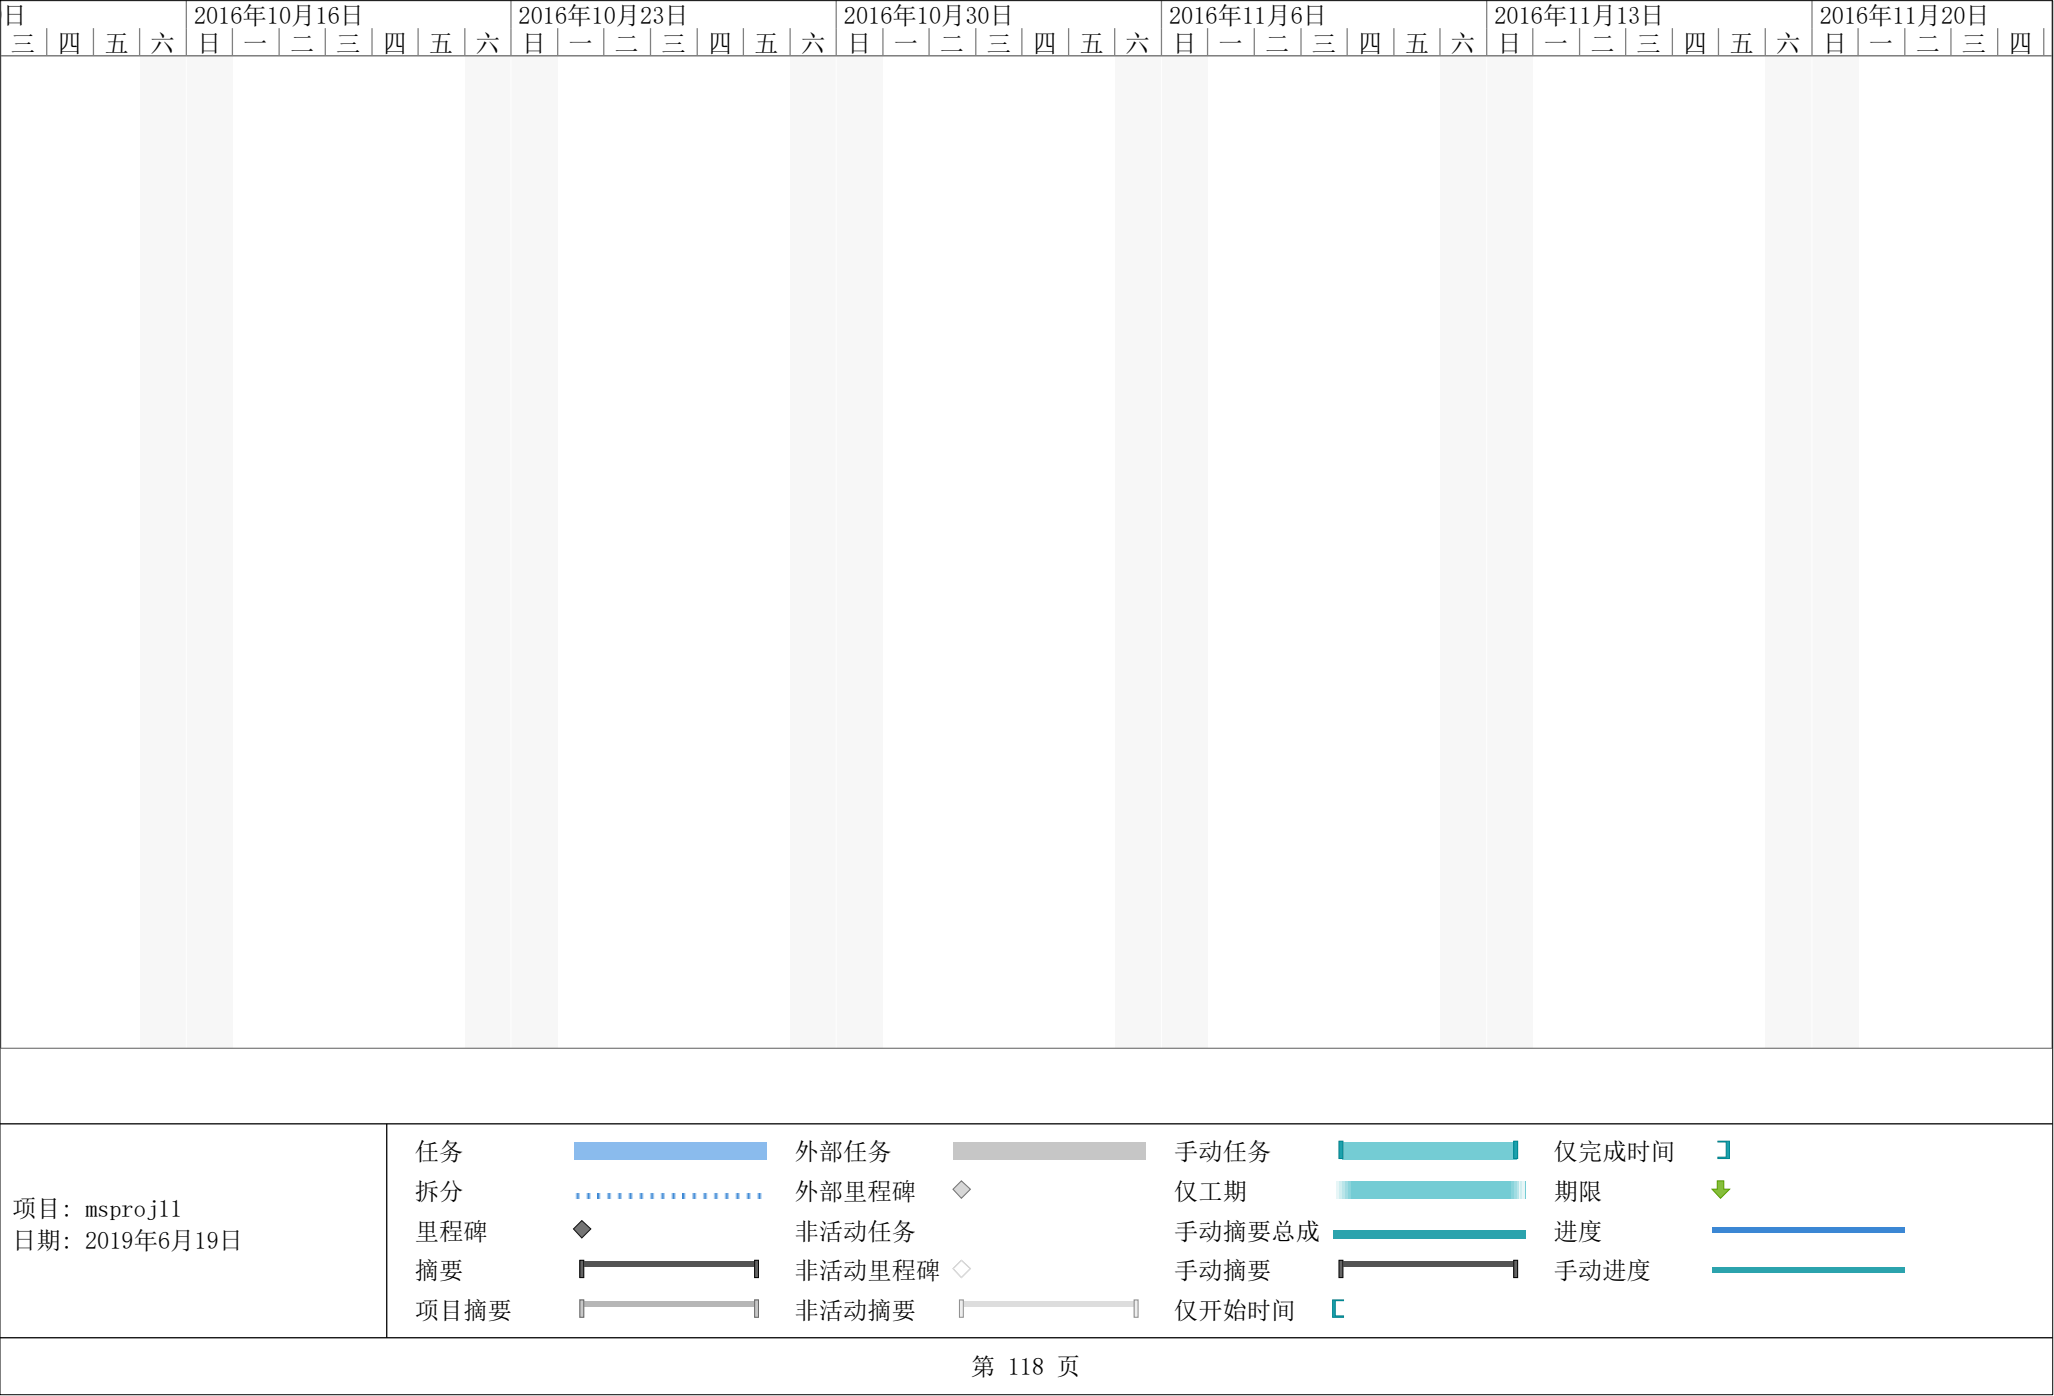 日 2016年10月16日 2016年10月23日 2016年10月30日 2016年11月6日 2016年11月13日 2016年11月20日
三 四 五 六 日 一 二 三 四 五 六 日 一 二 三 四 五 六 日 一 二 三 四 五 六 日 一 二 三 四 五 六 日 一 二 三 四 五 六 日 一 二 三 四
任务 外部任务 手动任务 仅完成时间
拆分 外部里程碑 仅工期 期限
里程碑 非活动任务 手动摘要总成 进度
摘要 非活动里程碑 手动摘要 手动进度
项目摘要 非活动摘要 仅开始时间
项目: msproj11
日期: 2019年6月19日
第 118 页